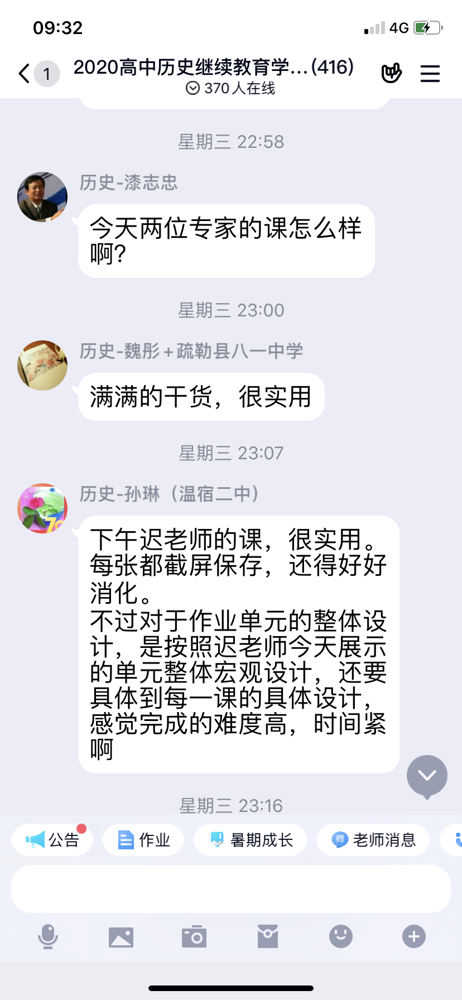 09:32
4G
1
2020高中历史继续教育学...(416)
370人在线
星期三 22:58
历史-漆志忠
今天两位专家的课怎么样
啊?
星期三 23:00
历史-魏彤+疏勒县八一中学
满满的干货，很实用
星期三 23:07
历史-孙琳（温宿二中）
下午迟老师的课，很实用。
每张都截屏保存，还得好好
消化。
不过对于作业单元的整体设
计，是按照迟老师今天展示
的单元整体宏观设计，还要
具体到每一课的具体设计，
感觉完成的难度高，时间紧
啊
星期三 23:16
公告
作业
暑期成长
师
老师消息